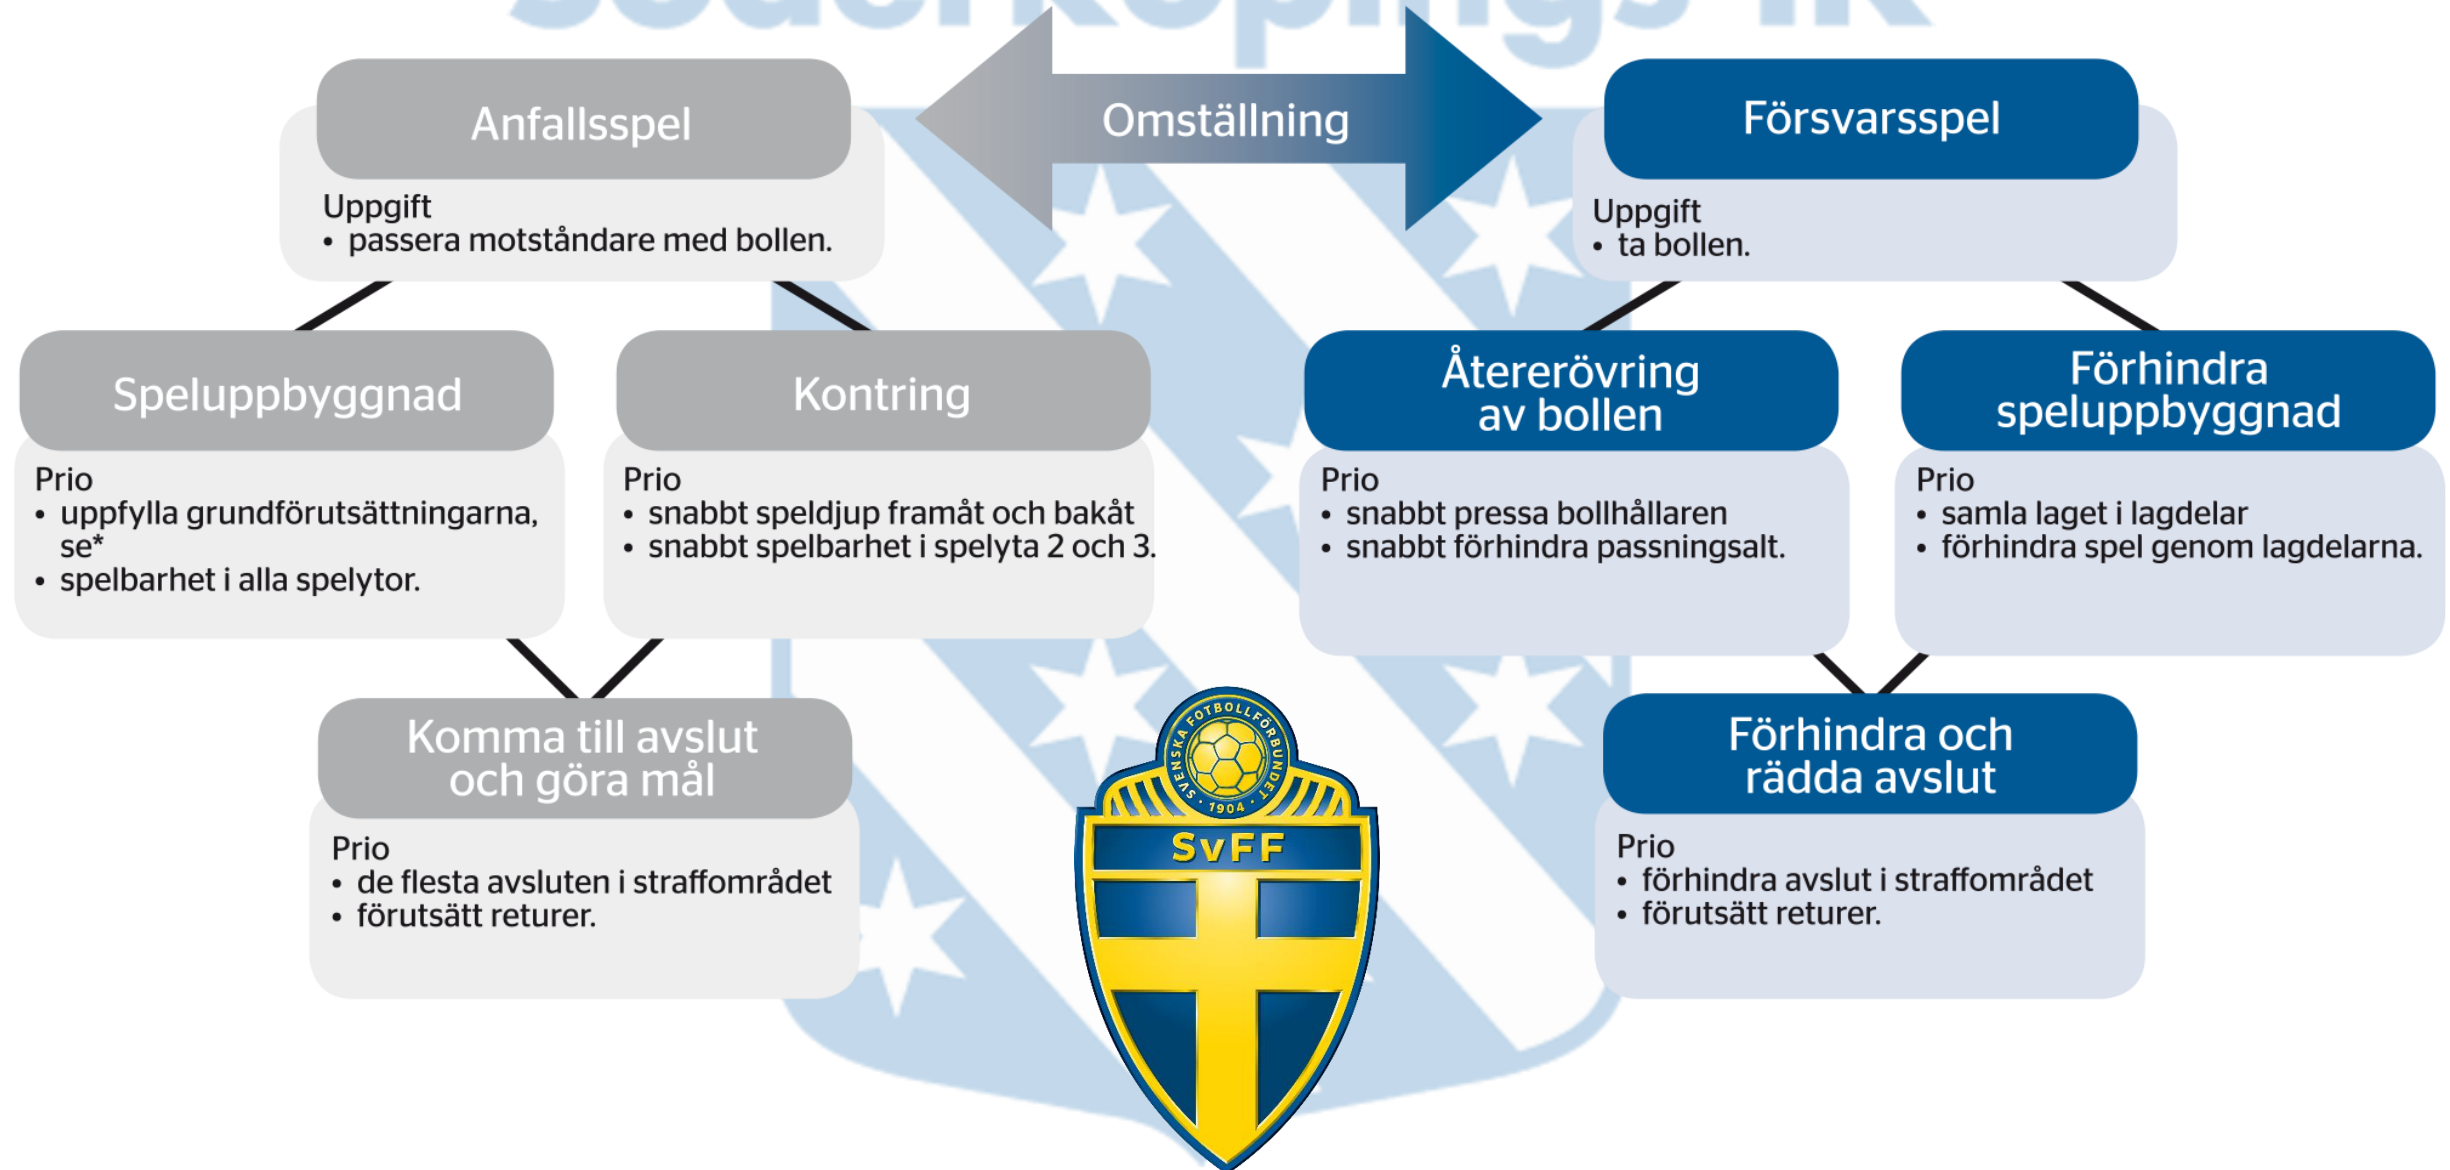 Söderköpings IK
Anfallsspel
Uppgift
• passera motståndare med bollen.
Omställning
Försvarsspel
Uppgift
• ta bollen.
Speluppbyggnad
Prio
• uppfylla grundförutsättningarna,
se*
• spelbarhet i alla spelytor.
Kontring
Prio
• snabbt speldjup framåt och bakåt
• snabbt spelbarhet i spelyta 2 och 3.
Återerövring
av bollen
Prio
• snabbt pressa bollhållaren
• snabbt förhindra passningsalt.
Förhindra
speluppbyggnad
Prio
• samla laget i lagdelar
• förhindra spel genom lagdelarna.
Komma till avslut
och göra mål
Prio
• de flesta avsluten i straffområdet
• förutsätt returer.
SVENSKA FOTBOLLFÖRBUNDET
· 1904 ·
SvFF
Förhindra och
rädda avslut
Prio
• förhindra avslut i straffområdet
• förutsätt returer.